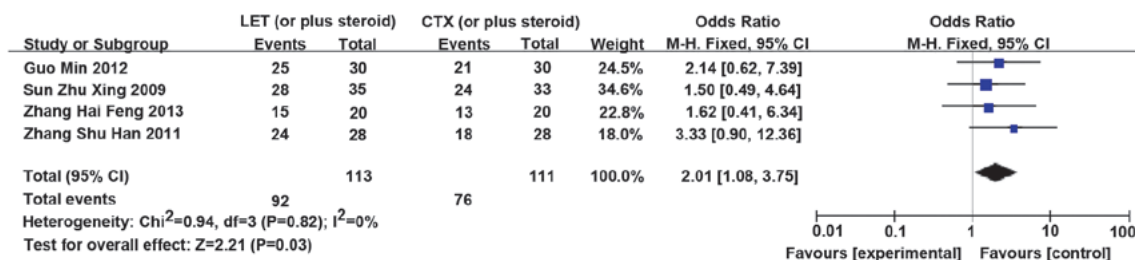 LET (or plus steroid) CTX (or plus steroid) Odds Ratio Odds Ratio
Study or Subgroup Events Total Events Total Weight M-H. Fixed, 95% CI M-H. Fixed, 95% CI
Guo Min 2012 25 30 21 30 24.5% 2.14 [0.62, 7.39]
Sun Zhu Xing 2009 28 35 24 33 34.6% 1.50 [0.49, 4.64]
Zhang Hai Feng 2013 15 20 13 20 22.8% 1.62 [0.41, 6.34]
Zhang Shu Han 2011 24 28 18 28 18.0% 3.33 [0.90, 12.36]
Total (95% CI) 113 111 100.0% 2.01 [1.08, 3.75]
Total events 92 76
Heterogeneity: Chi²=0.94, df=3 (P=0.82); I²=0%
Test for overall effect: Z=2.21 (P=0.03)
0.01 0.1 1 10 100
Favours [experimental] Favours [control]